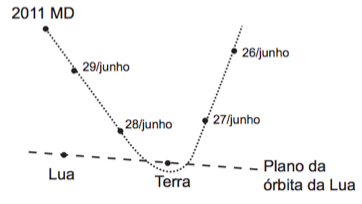 2011 MD
26/junho
29/junho
27/junho
28/junho
Lua
Terra
Plano da
órbita da Lua